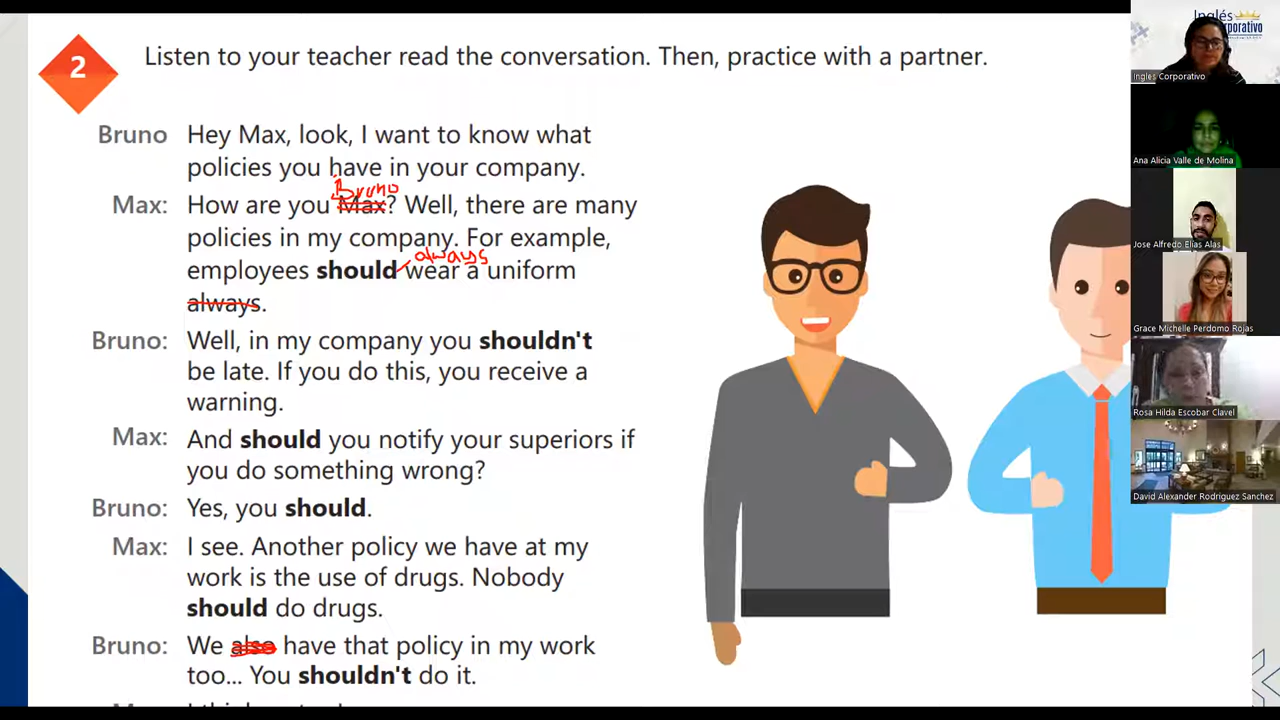 2 Listen to your teacher read the conversation. Then, practice with a partner.
Bruno Hey Max, look, I want to know what
policies you have in your company.
Bruno
Max: How are you Max? Well, there are many
policies in my company. For example,
always
employees should wear a uniform
always.
Bruno: Well, in my company you shouldn't
be late. If you do this, you receive a
warning.
Max: And should you notify your superiors if
you do something wrong?
Bruno: Yes, you should.
Max: I see. Another policy we have at my
work is the use of drugs. Nobody
should do drugs.
Bruno: We also have that policy in my work
too... You shouldn't do it.
Inglés
Corporativo
Ingles Corporativo
Ana Alicia Valle de Molina
Jose Alfredo Elias Alas
Grace Michelle Perdomo Rojas
Rosa Hilda Escobar Clavel
David Alexander Rodriguez Sanchez